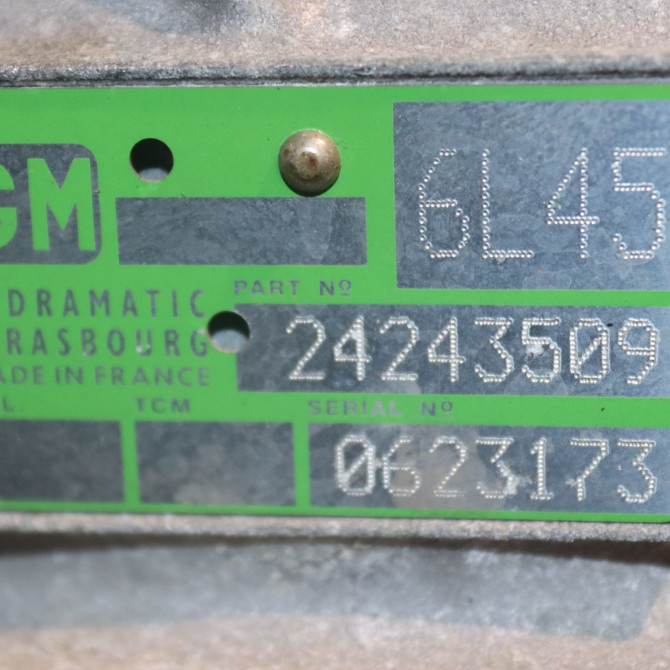 GM
6L45
PART Nº
DRAMATIC
RASBOURG
24243509
ADE IN FRANCE
L
TCM
SERIAL Nº
0623173